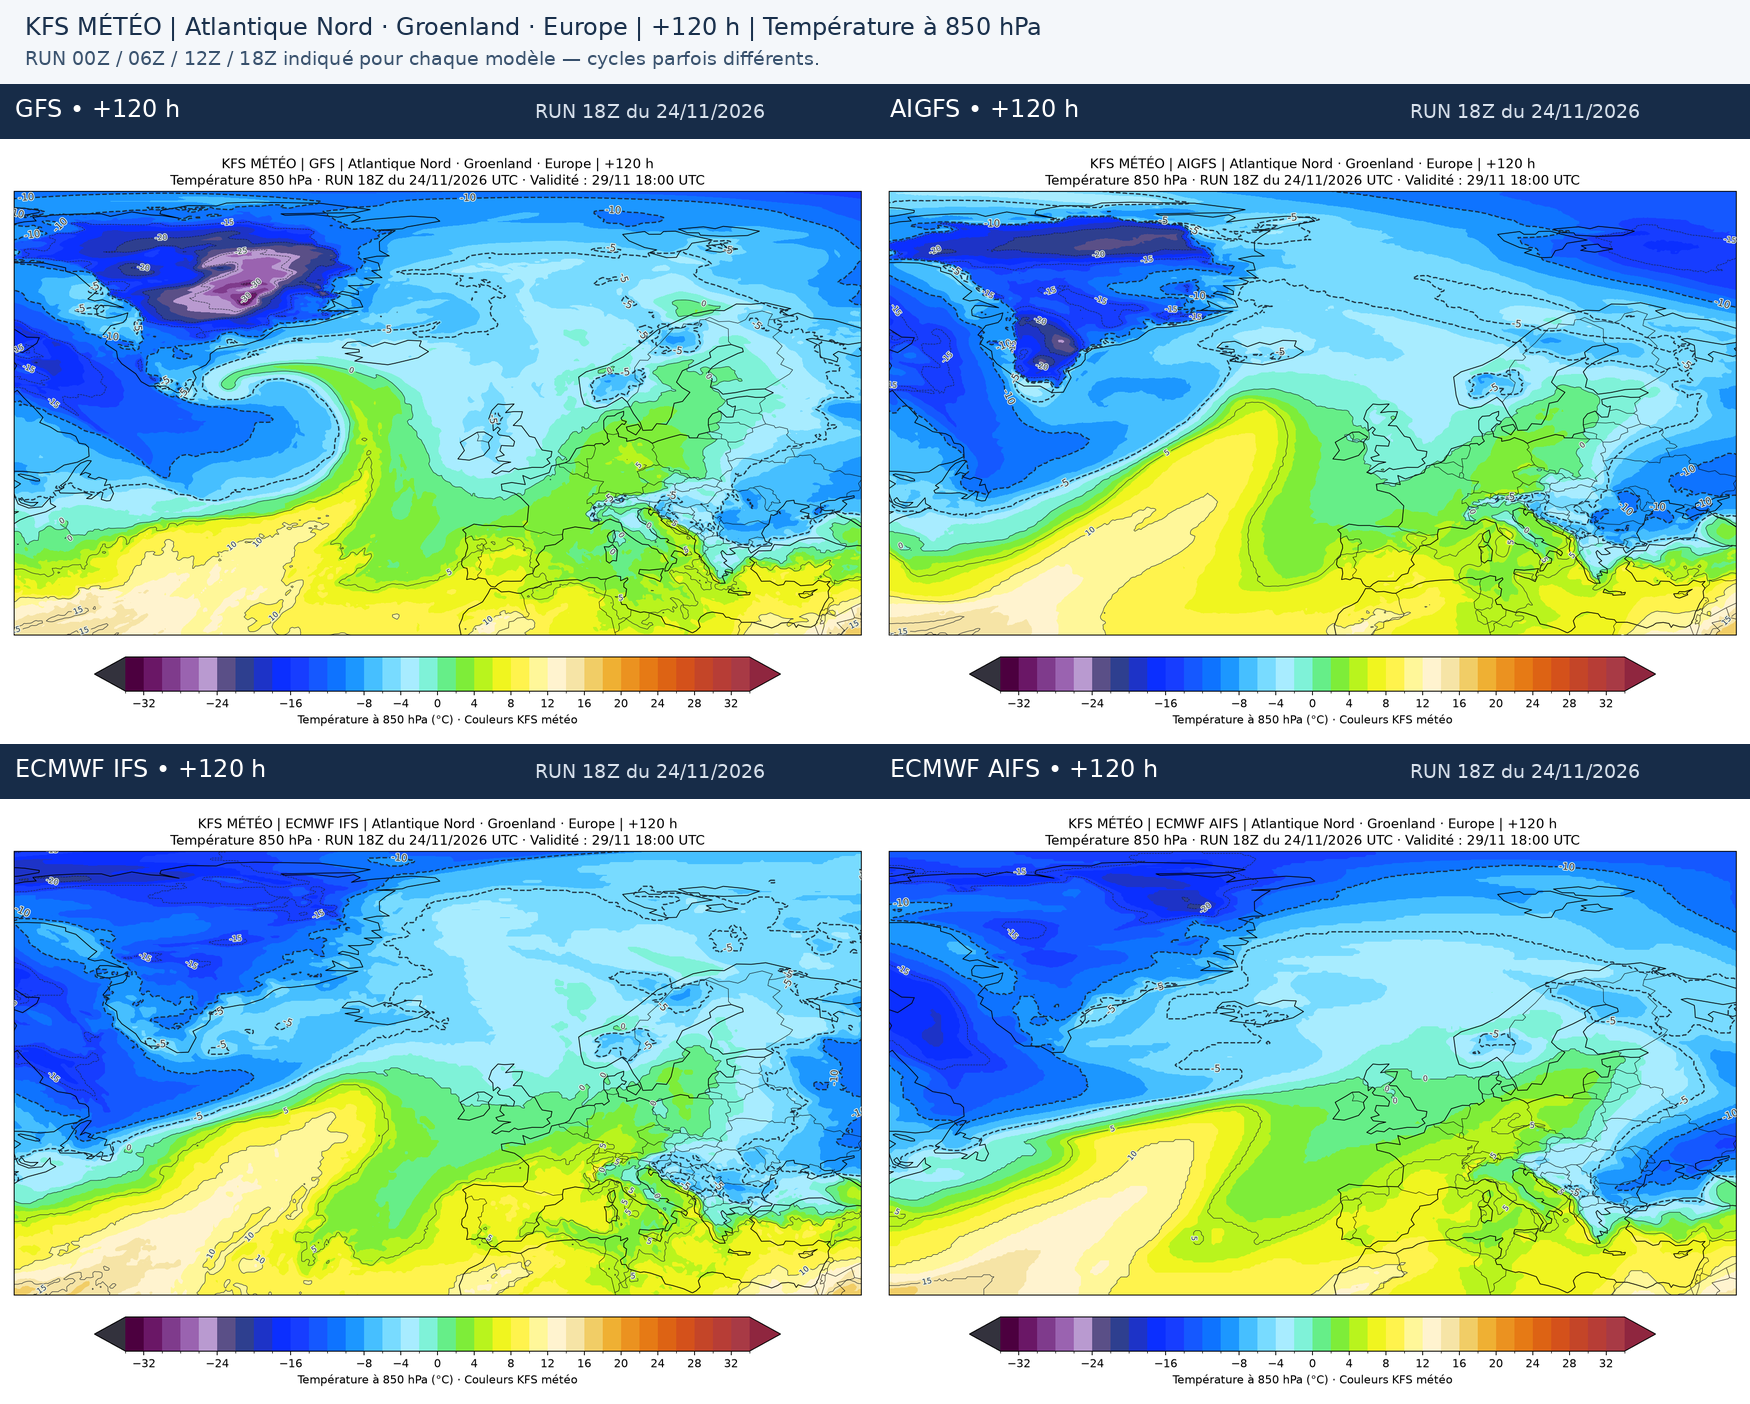 KFS MÉTÉO | Atlantique Nord · Groenland · Europe | +120 h | Température à 850 hPa
RUN 00Z / 06Z / 12Z / 18Z indiqué pour chaque modèle — cycles parfois différents.
GFS • +120 h
RUN 18Z du 24/11/2026
AIGFS • +120 h
RUN 18Z du 24/11/2026
KFS MÉTÉO | GFS | Atlantique Nord · Groenland · Europe | +120 h
Température 850 hPa · RUN 18Z du 24/11/2026 UTC · Validité : 29/11 18:00 UTC
KFS MÉTÉO | AIGFS | Atlantique Nord · Groenland · Europe | +120 h
Température 850 hPa · RUN 18Z du 24/11/2026 UTC · Validité : 29/11 18:00 UTC
−32 −24 −16 −8 −4 0 4 8 12 16 20 24 28 32
Température à 850 hPa (°C) · Couleurs KFS météo
−32 −24 −16 −8 −4 0 4 8 12 16 20 24 28 32
Température à 850 hPa (°C) · Couleurs KFS météo
ECMWF IFS • +120 h
RUN 18Z du 24/11/2026
ECMWF AIFS • +120 h
RUN 18Z du 24/11/2026
KFS MÉTÉO | ECMWF IFS | Atlantique Nord · Groenland · Europe | +120 h
Température 850 hPa · RUN 18Z du 24/11/2026 UTC · Validité : 29/11 18:00 UTC
KFS MÉTÉO | ECMWF AIFS | Atlantique Nord · Groenland · Europe | +120 h
Température 850 hPa · RUN 18Z du 24/11/2026 UTC · Validité : 29/11 18:00 UTC
−32 −24 −16 −8 −4 0 4 8 12 16 20 24 28 32
Température à 850 hPa (°C) · Couleurs KFS météo
−32 −24 −16 −8 −4 0 4 8 12 16 20 24 28 32
Température à 850 hPa (°C) · Couleurs KFS météo